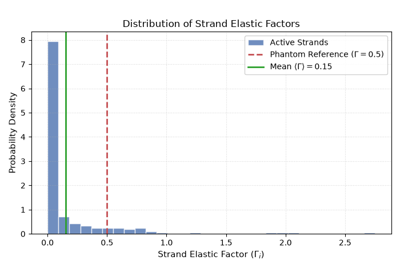 Distribution of Strand Elastic Factors
Active Strands
Phantom Reference (Γ = 0.5)
Mean ⟨Γ⟩ = 0.15
8
7
6
5
4
3
2
1
0
Probability Density
0.0 0.5 1.0 1.5 2.0 2.5
Strand Elastic Factor (Γᵢ)